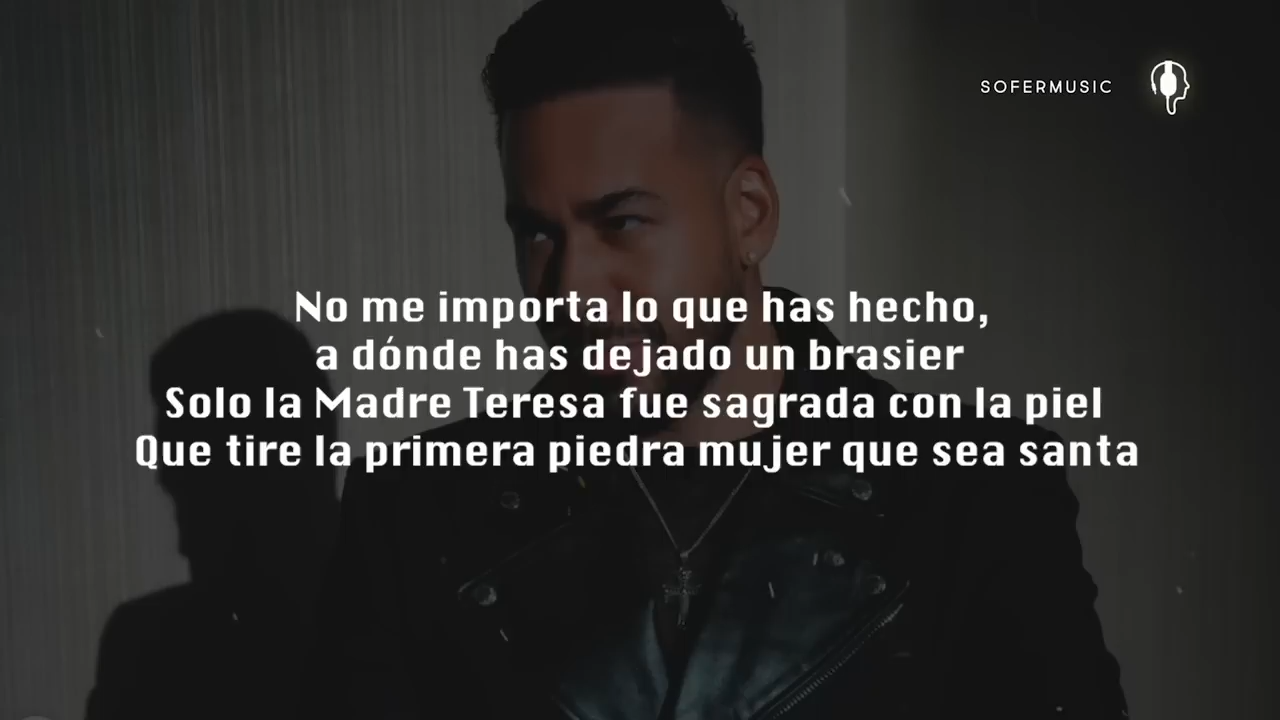 SOFERMUSIC
No me importa lo que has hecho,
a dónde has dejado un brasier
Solo la Madre Teresa fue sagrada con la piel
Que tire la primera piedra mujer que sea santa